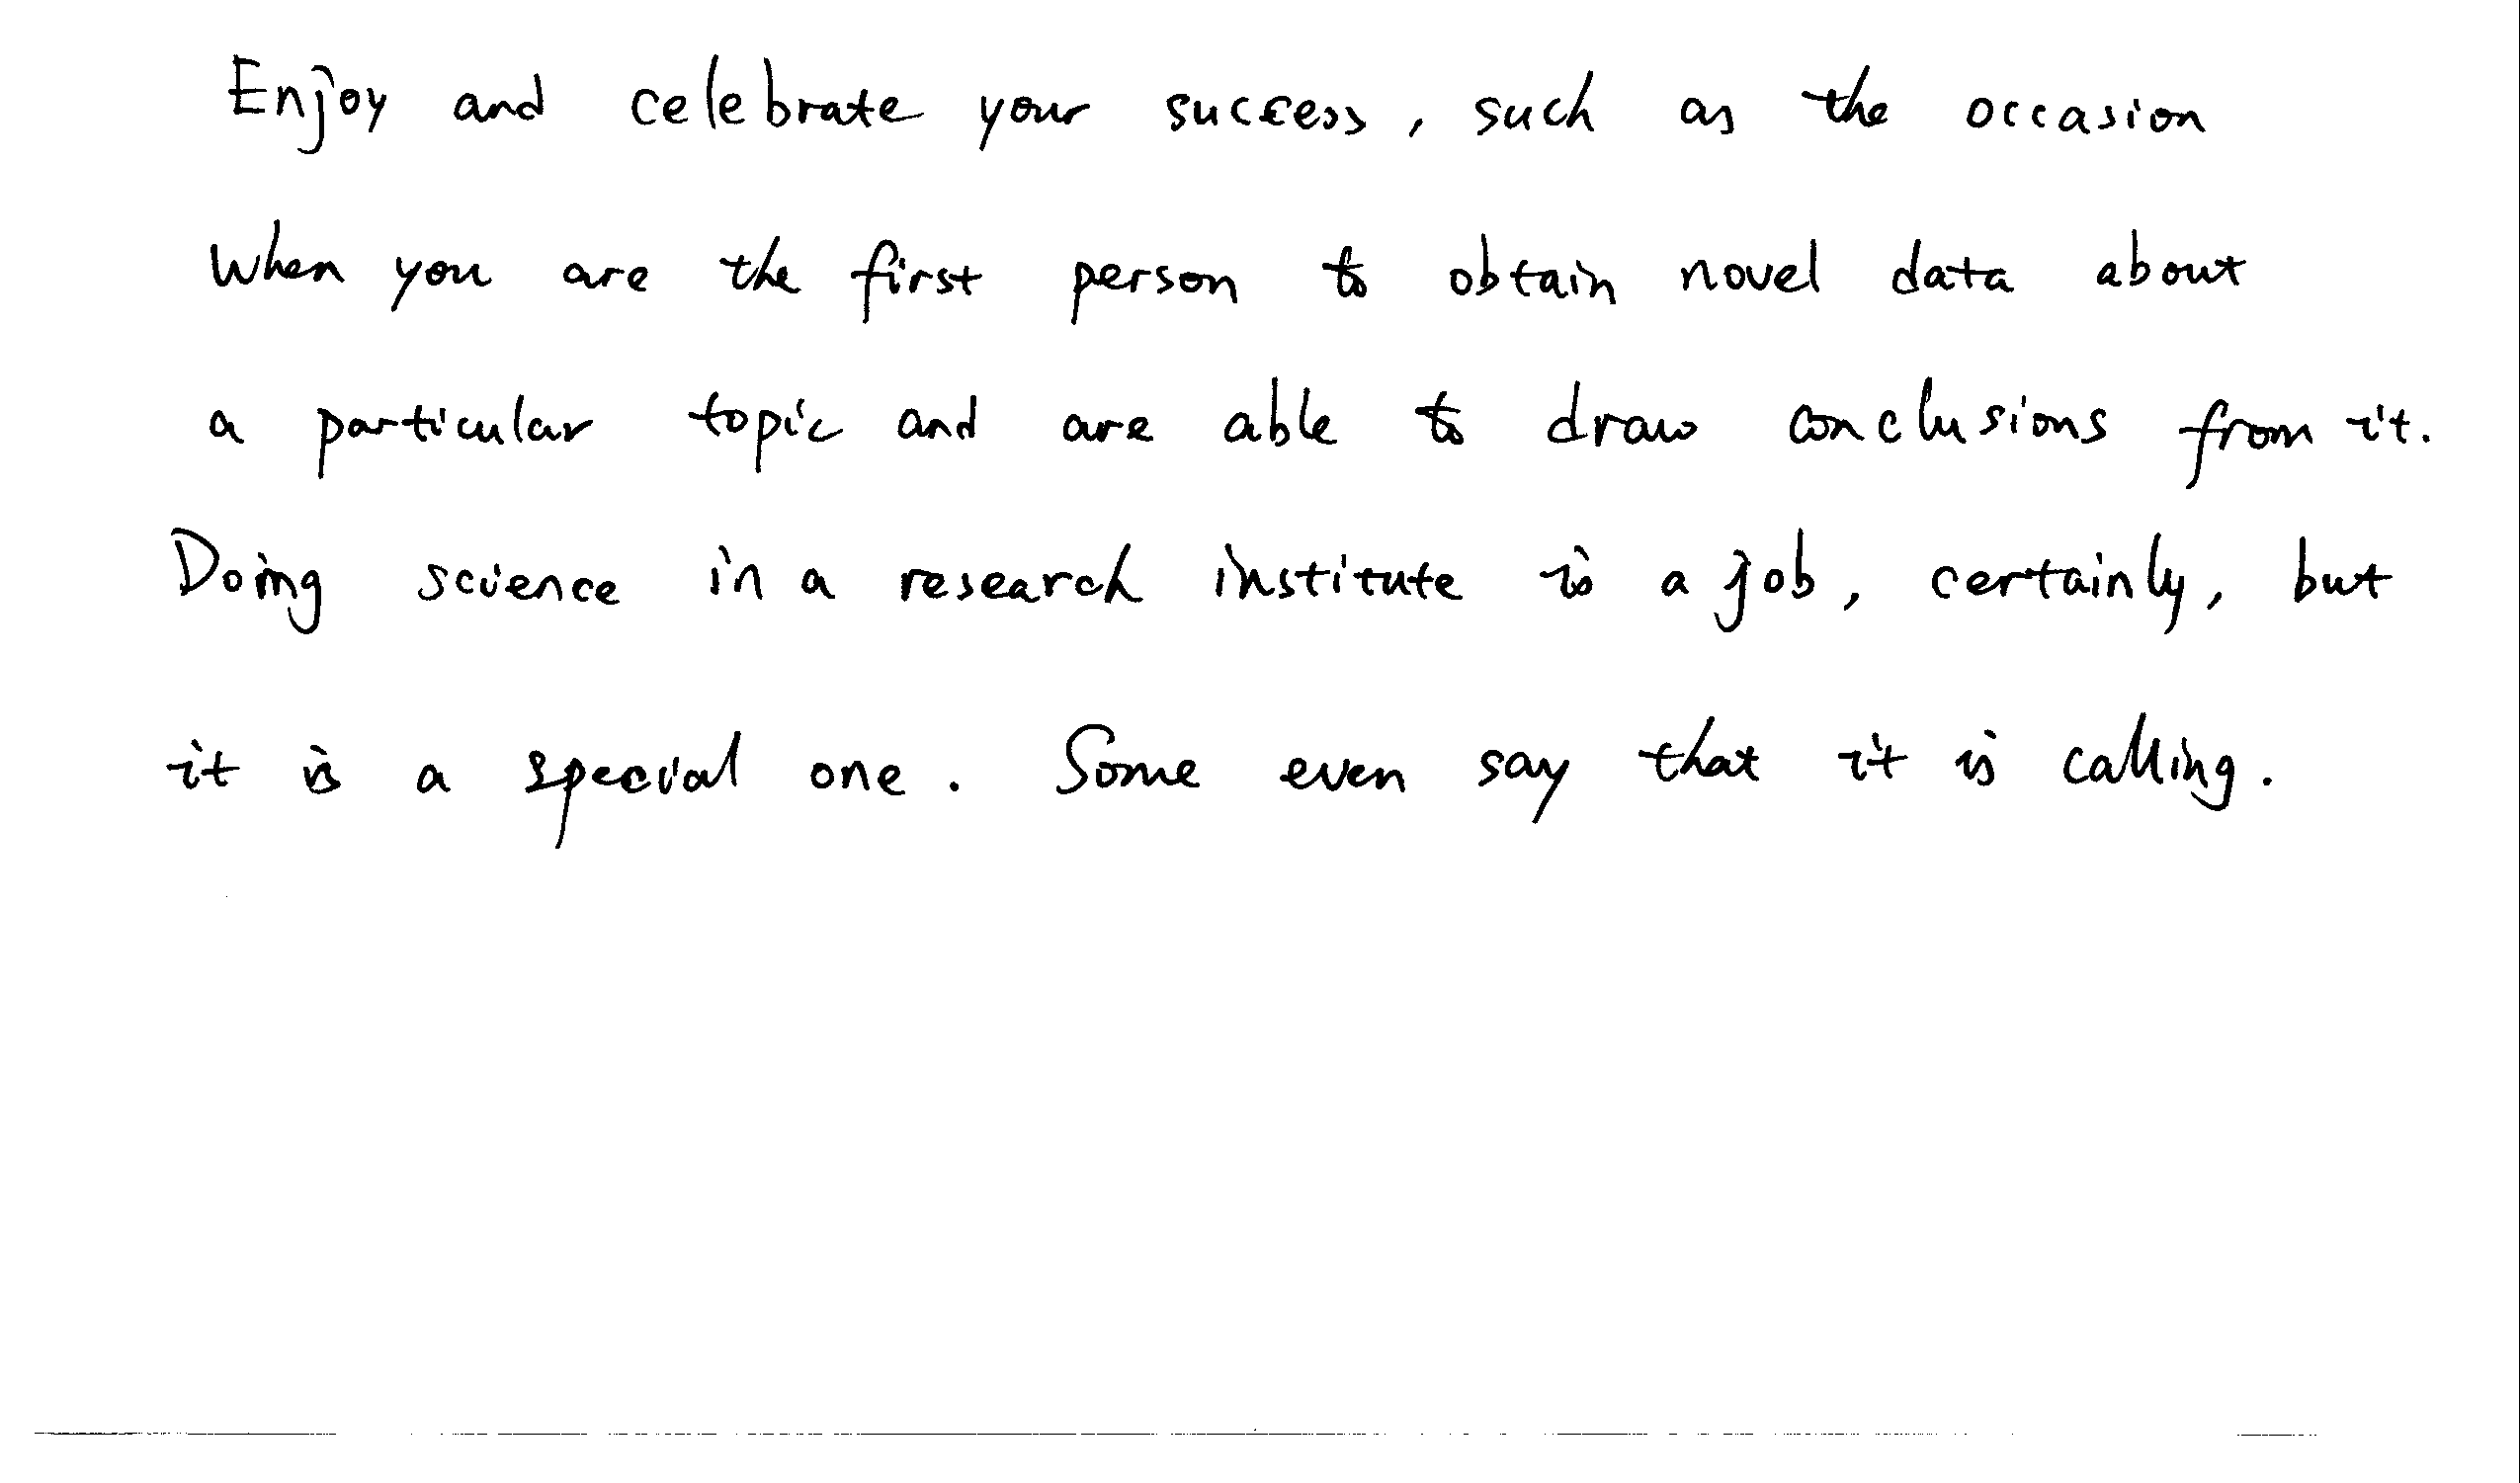 Enjoy and celebrate your success, such as the occasion
when you are the first person to obtain novel data about
a particular topic and are able to draw conclusions from it.
Doing science in a research institute is a job, certainly, but
it is a special one. Some even say that it is calling.